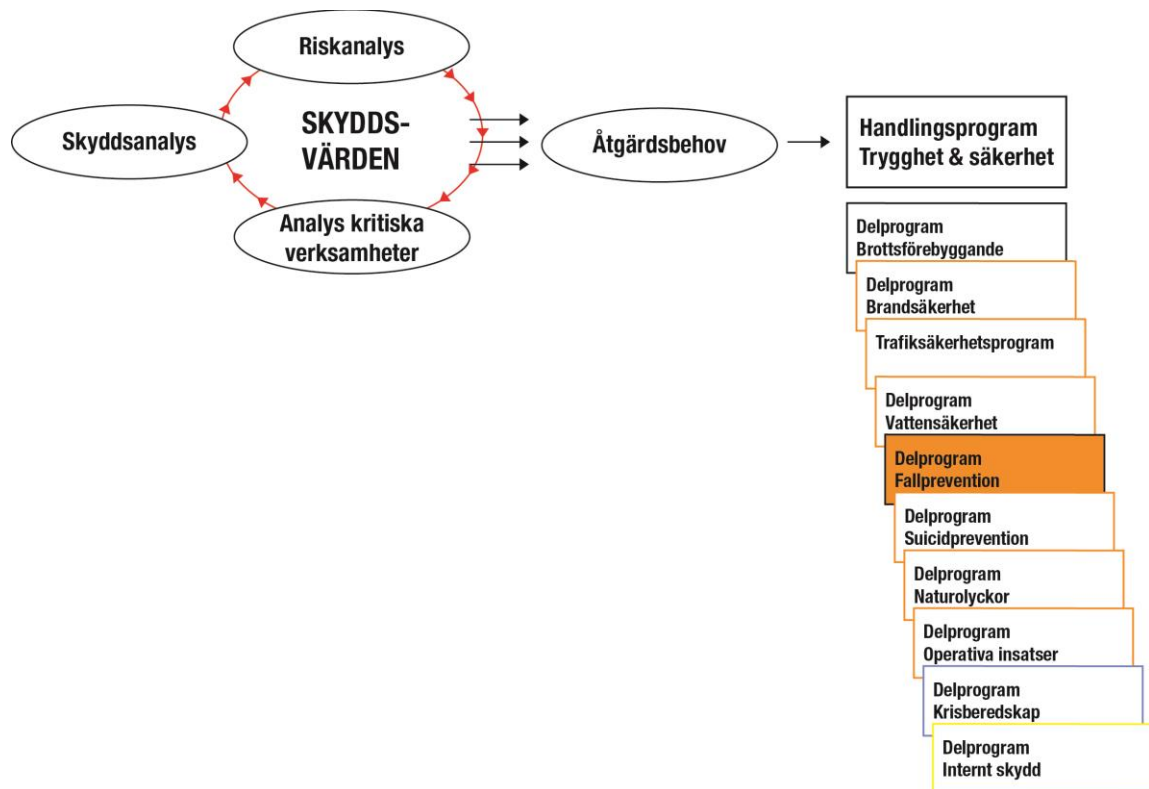 Riskanalys
Skyddsanalys
SKYDDS-
VÄRDEN
Analys kritiska
verksamheter
Åtgärdsbehov
Handlingsprogram
Trygghet & säkerhet
Delprogram
Brottsförebyggande
Delprogram
Brandsäkerhet
Trafiksäkerhetsprogram
Delprogram
Vattensäkerhet
Delprogram
Fallprevention
Delprogram
Suicidprevention
Delprogram
Naturolyckor
Delprogram
Operativa insatser
Delprogram
Krisberedskap
Delprogram
Internt skydd